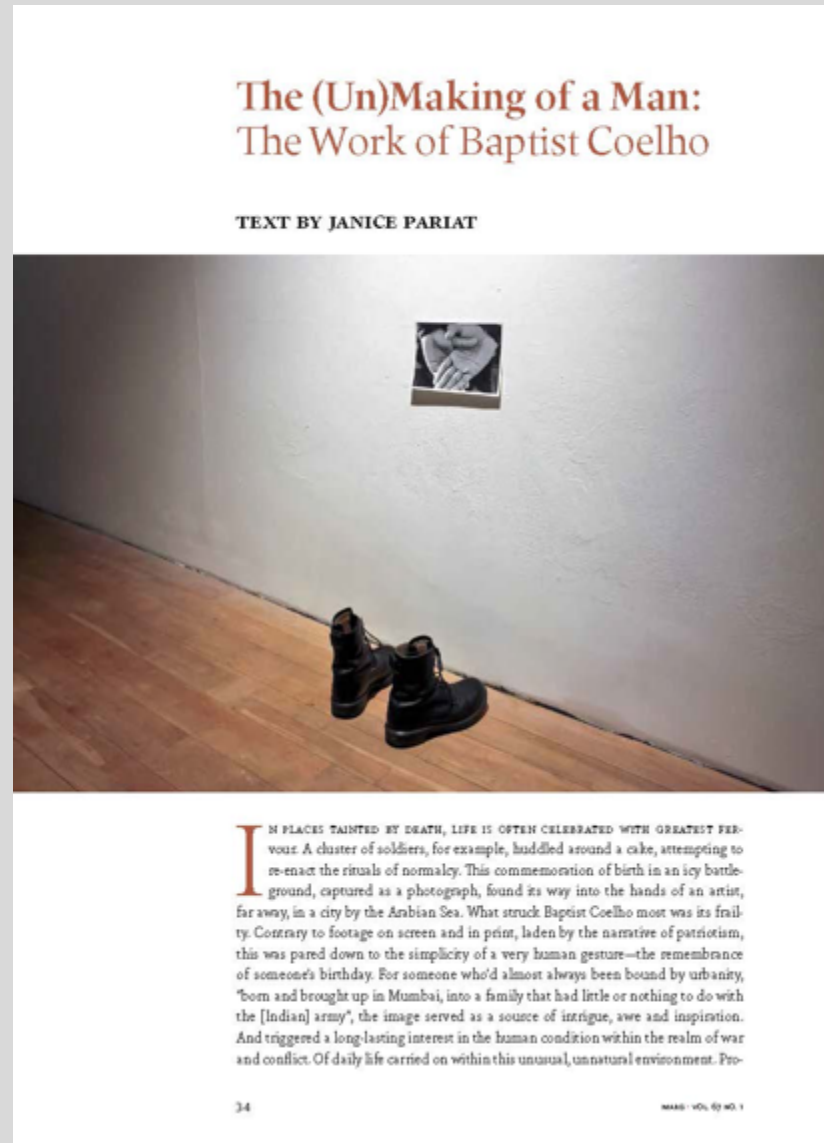 The (Un)Making of a Man:
The Work of Baptist Coelho
TEXT BY JANICE PARIAT
IN PLACES TAINTED BY DEATH, LIFE IS OFTEN CELEBRATED WITH GREATEST FER-
vour. A cluster of soldiers, for example, huddled around a cake, attempting to
re-enact the rituals of normalcy. This commemoration of birth in an icy battle-
ground, captured as a photograph, found its way into the hands of an artist,
far away, in a city by the Arabian Sea. What struck Baptist Coelho most was its frail-
ty. Contrary to footage on screen and in print, laden by the narrative of patriotism,
this was pared down to the simplicity of a very human gesture—the remembrance
of someone's birthday. For someone who'd almost always been bound by urbanity,
"born and brought up in Mumbai, into a family that had little or nothing to do with
the [Indian] army", the image served as a source of intrigue, awe and inspiration.
And triggered a long-lasting interest in the human condition within the realm of war
and conflict. Of daily life carried on within this unusual, unnatural environment. Pro-
34
MARG · VOL. 67 NO. 1